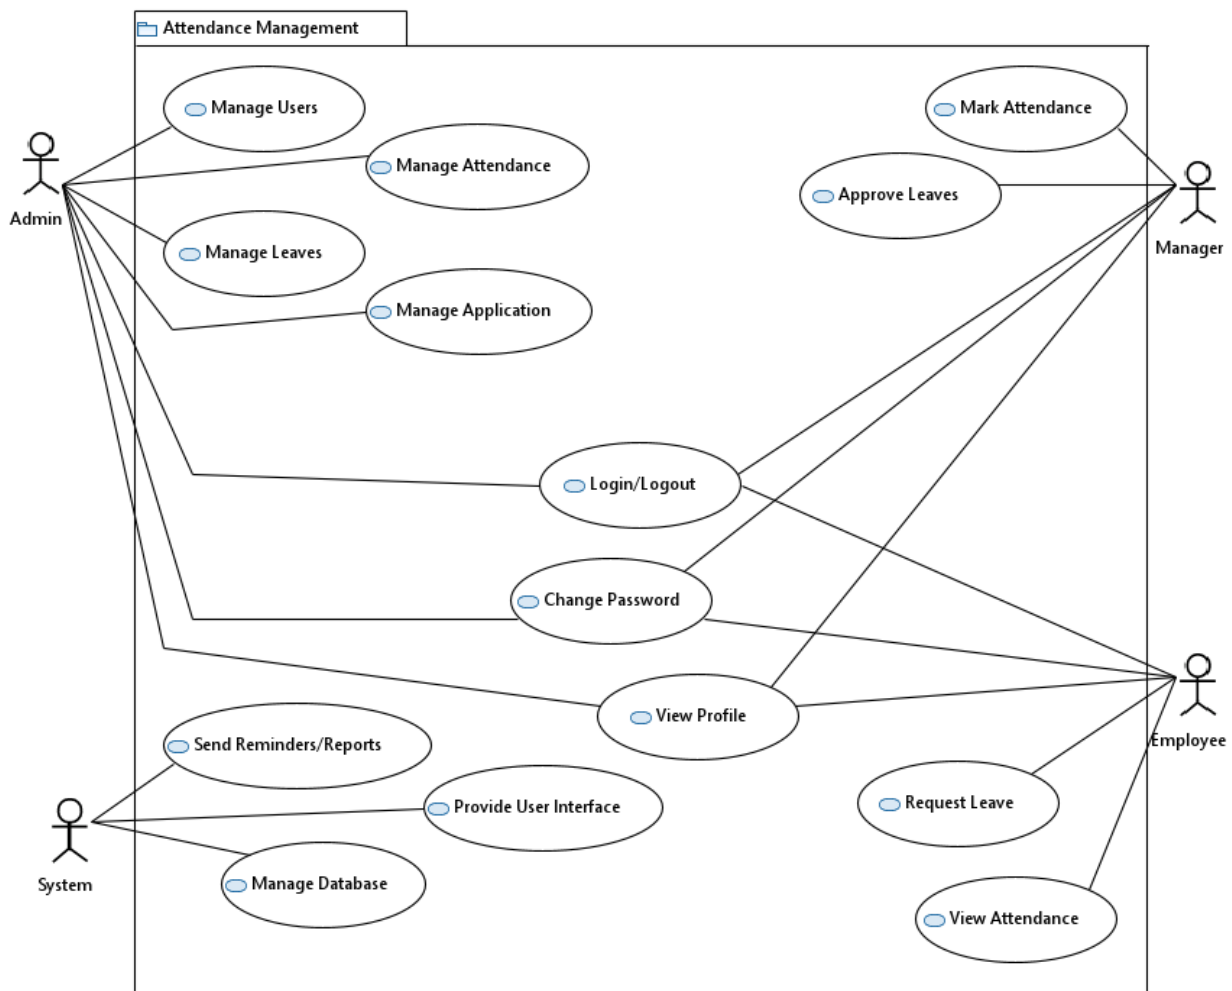 Attendance Management
Manage Users
Mark Attendance
Manage Attendance
Approve Leaves
Admin
Manager
Manage Leaves
Manage Application
Login/Logout
Change Password
View Profile
Send Reminders/Reports
Employee
Provide User Interface
Request Leave
System
Manage Database
View Attendance